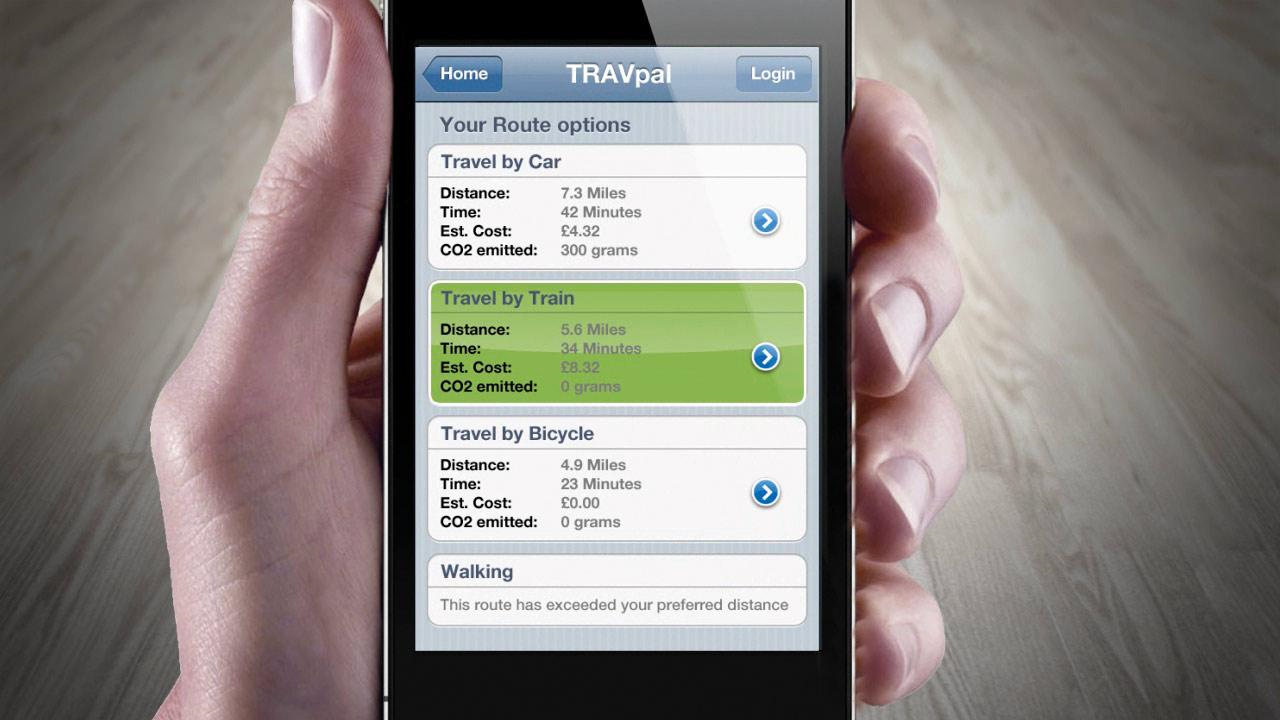 Home TRAVpal Login
Your Route options
Travel by Car
Distance: 7.3 Miles
Time: 42 Minutes
Est. Cost: £4.32
CO2 emitted: 300 grams
Travel by Train
Distance: 5.6 Miles
Time: 34 Minutes
Est. Cost: £8.32
CO2 emitted: 0 grams
Travel by Bicycle
Distance: 4.9 Miles
Time: 23 Minutes
Est. Cost: £0.00
CO2 emitted: 0 grams
Walking
This route has exceeded your preferred distance